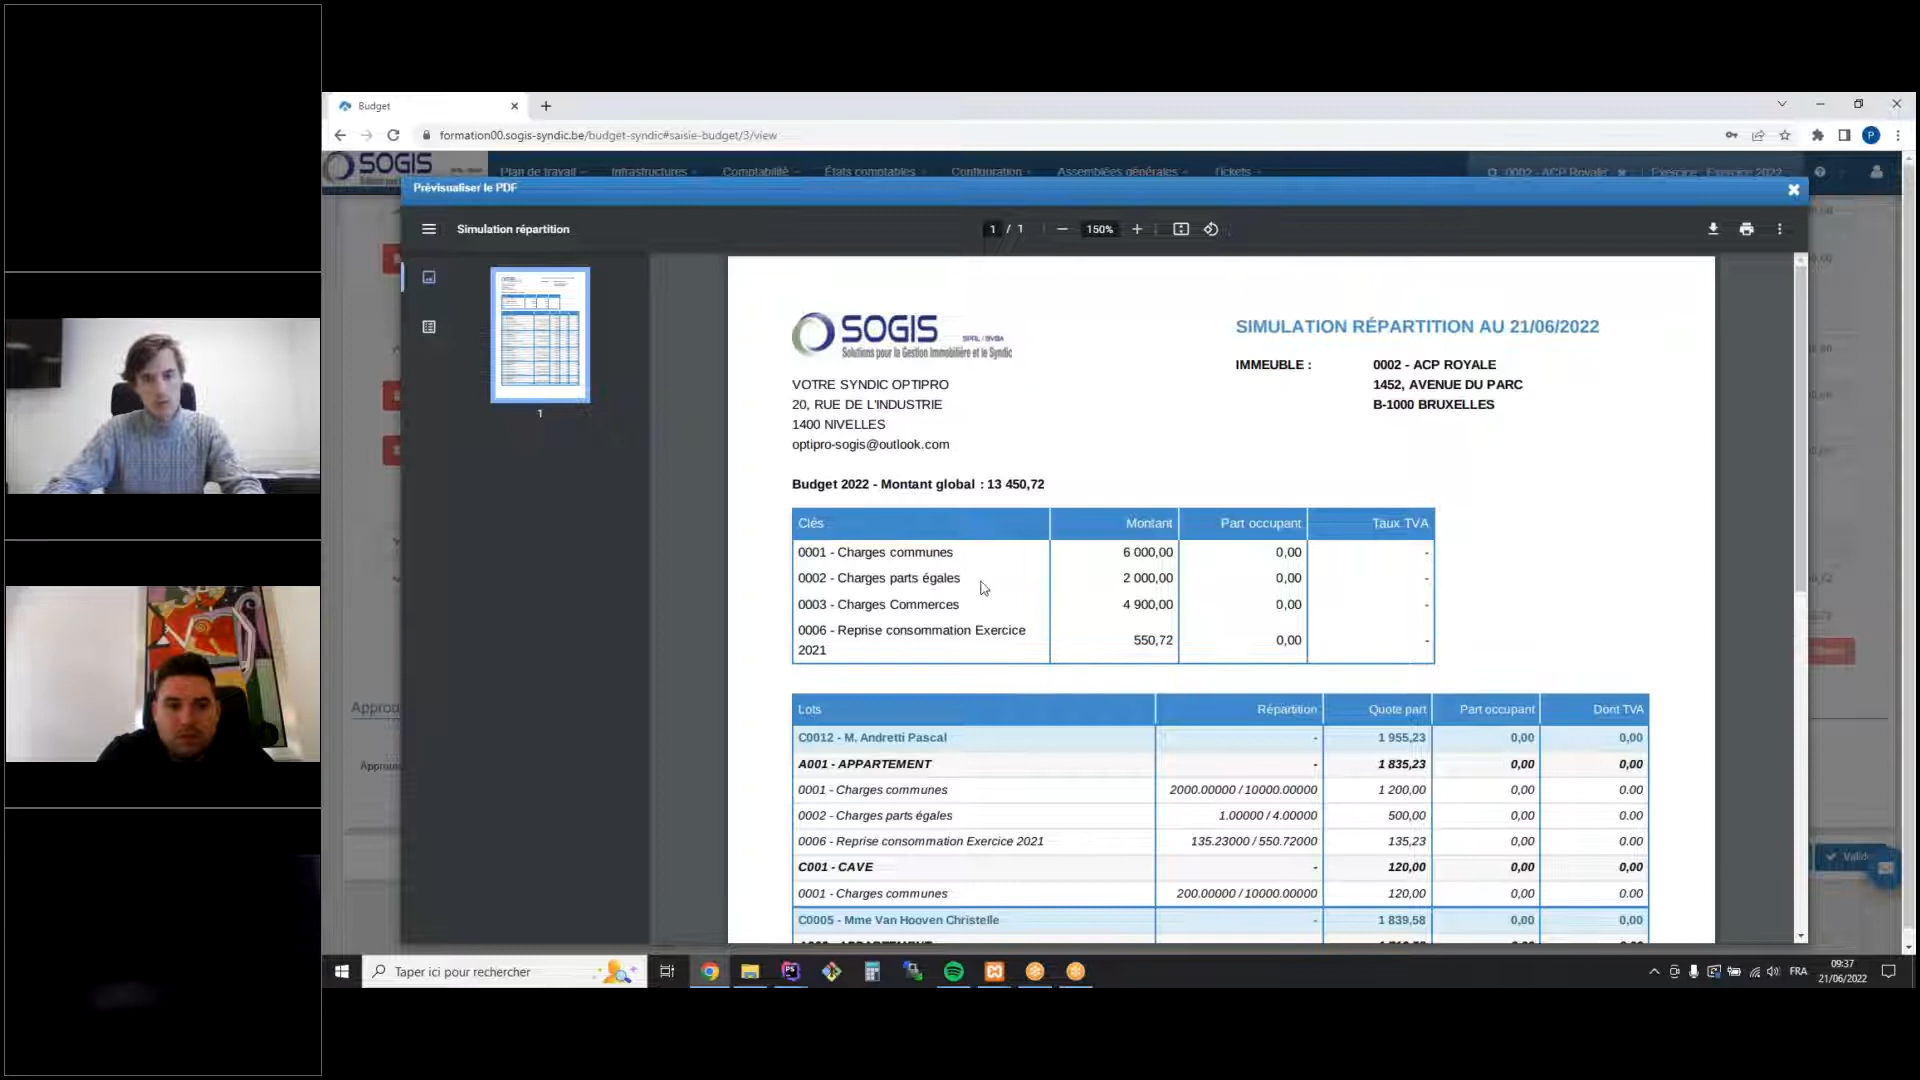 Budget
formation00.sogis-syndic.be/budget-syndic#saisie-budget/3/view
SOGIS
Plan de travail
Infrastructures
Comptabilité
États comptables
Configuration
Assemblées générales
Tickets
0002 - ACP Royale
Exercice : Exercice 2022
Prévisualiser le PDF
Simulation répartition
1 / 1
150%
1
SOGIS SPRL / BVBA
Solutions pour la Gestion Immobilière et le Syndic
SIMULATION RÉPARTITION AU 21/06/2022
IMMEUBLE : 0002 - ACP ROYALE
1452, AVENUE DU PARC
B-1000 BRUXELLES
VOTRE SYNDIC OPTIPRO
20, RUE DE L'INDUSTRIE
1400 NIVELLES
optipro-sogis@outlook.com
Budget 2022 - Montant global : 13 450,72
Clés Montant Part occupant Taux TVA
0001 - Charges communes 6 000,00 0,00 -
0002 - Charges parts égales 2 000,00 0,00 -
0003 - Charges Commerces 4 900,00 0,00 -
0006 - Reprise consommation Exercice 2021 550,72 0,00 -
Lots Répartition Quote part Part occupant Dont TVA
C0012 - M. Andretti Pascal - 1 955,23 0,00 0,00
A001 - APPARTEMENT - 1 835,23 0,00 0,00
0001 - Charges communes 2000.00000 / 10000.00000 1 200,00 0,00 0.00
0002 - Charges parts égales 1.00000 / 4.00000 500,00 0,00 0.00
0006 - Reprise consommation Exercice 2021 135.23000 / 550.72000 135,23 0,00 0.00
C001 - CAVE - 120,00 0,00 0,00
0001 - Charges communes 200.00000 / 10000.00000 120,00 0,00 0.00
C0005 - Mme Van Hooven Christelle - 1 839,58 0,00 0,00
Taper ici pour rechercher
FRA
09:37
21/06/2022